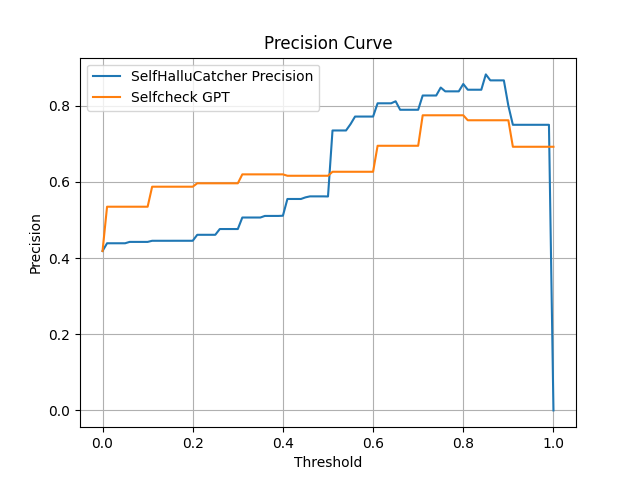 Precision Curve
SelfHalluCatcher Precision
Selfcheck GPT
0.8
0.6
0.4
0.2
0.0
Precision
0.0 0.2 0.4 0.6 0.8 1.0
Threshold